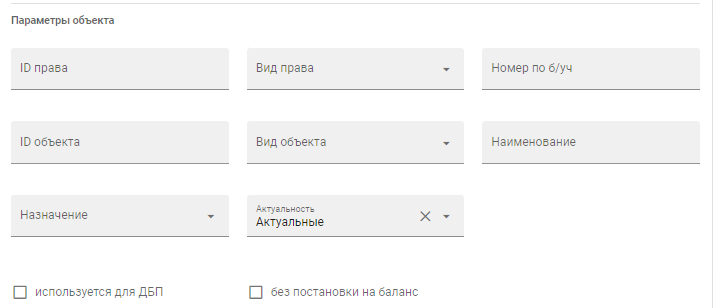 Параметры объекта
ID права
Вид права
Номер по б/уч
ID объекта
Вид объекта
Наименование
Назначение
Актуальность
Актуальные
используется для ДБП
без постановки на баланс